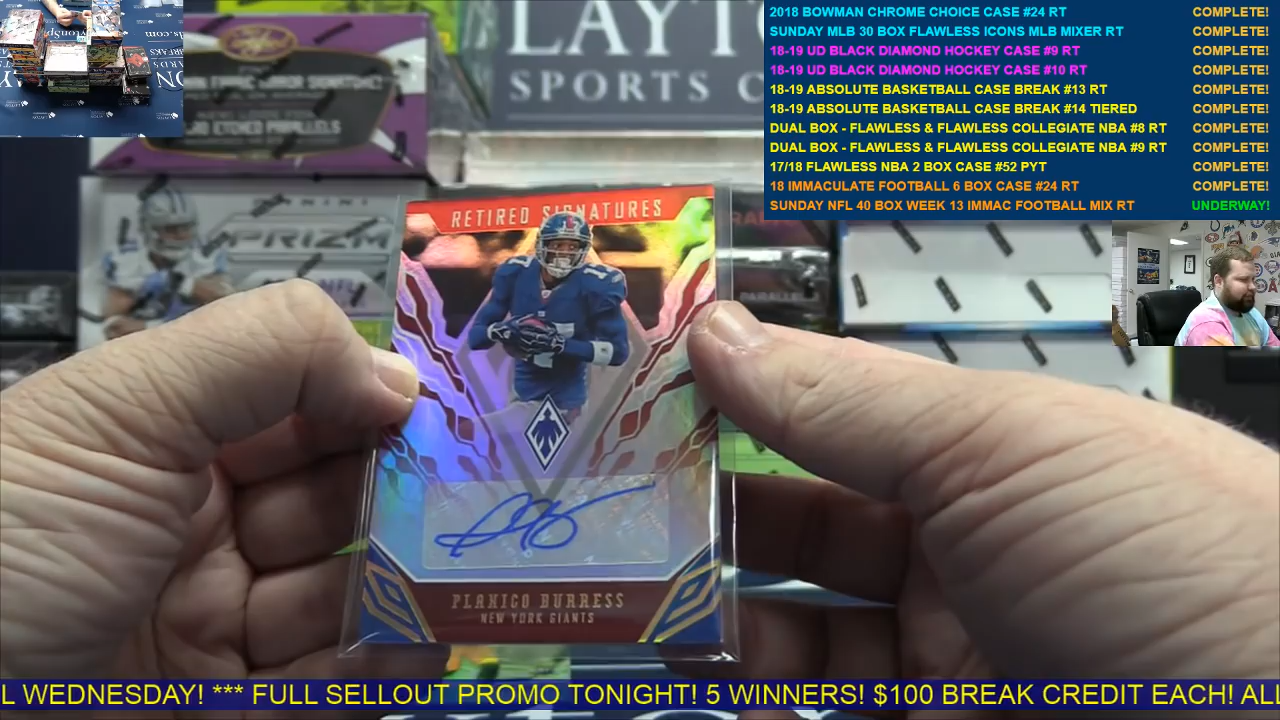 2018 BOWMAN CHROME CHOICE CASE #24 RT COMPLETE!
SUNDAY MLB 30 BOX FLAWLESS ICONS MLB MIXER RT COMPLETE!
18-19 UD BLACK DIAMOND HOCKEY CASE #9 RT COMPLETE!
18-19 UD BLACK DIAMOND HOCKEY CASE #10 RT COMPLETE!
18-19 ABSOLUTE BASKETBALL CASE BREAK #13 RT COMPLETE!
18-19 ABSOLUTE BASKETBALL CASE BREAK #14 TIERED COMPLETE!
DUAL BOX - FLAWLESS & FLAWLESS COLLEGIATE NBA #8 RT COMPLETE!
DUAL BOX - FLAWLESS & FLAWLESS COLLEGIATE NBA #9 RT COMPLETE!
17/18 FLAWLESS NBA 2 BOX CASE #52 PYT COMPLETE!
18 IMMACULATE FOOTBALL 6 BOX CASE #24 RT COMPLETE!
SUNDAY NFL 40 BOX WEEK 13 IMMAC FOOTBALL MIX RT UNDERWAY!
LAYT
SPORTS C
PANINI
PRIZM
NFL
RETIRED SIGNATURES
17
PLAXICO BURRESS
NEW YORK GIANTS
L WEDNESDAY! *** FULL SELLOUT PROMO TONIGHT! 5 WINNERS! $100 BREAK CREDIT EACH! ALL